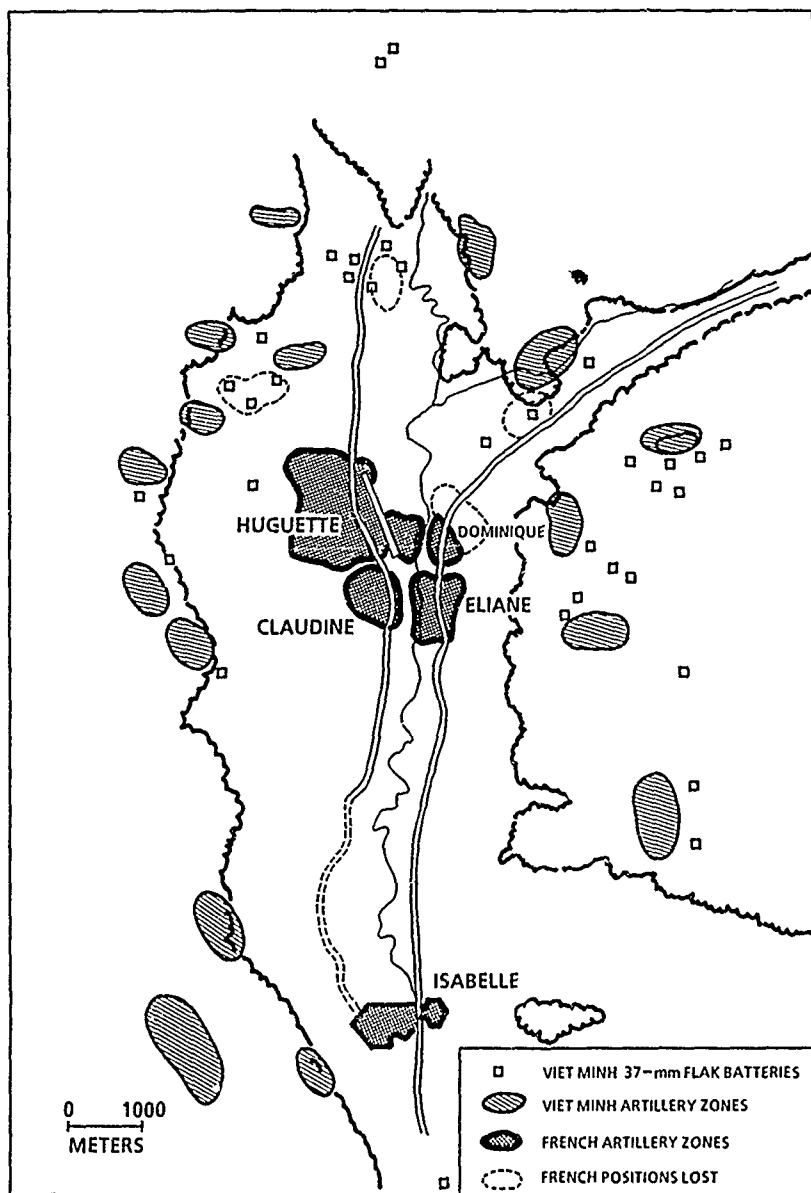 HUGUETTE
DOMINIQUE
CLAUDINE
ELIANE
ISABELLE
0 1000
METERS
VIET MINH 37-mm FLAK BATTERIES
VIET MINH ARTILLERY ZONES
FRENCH ARTILLERY ZONES
FRENCH POSITIONS LOST